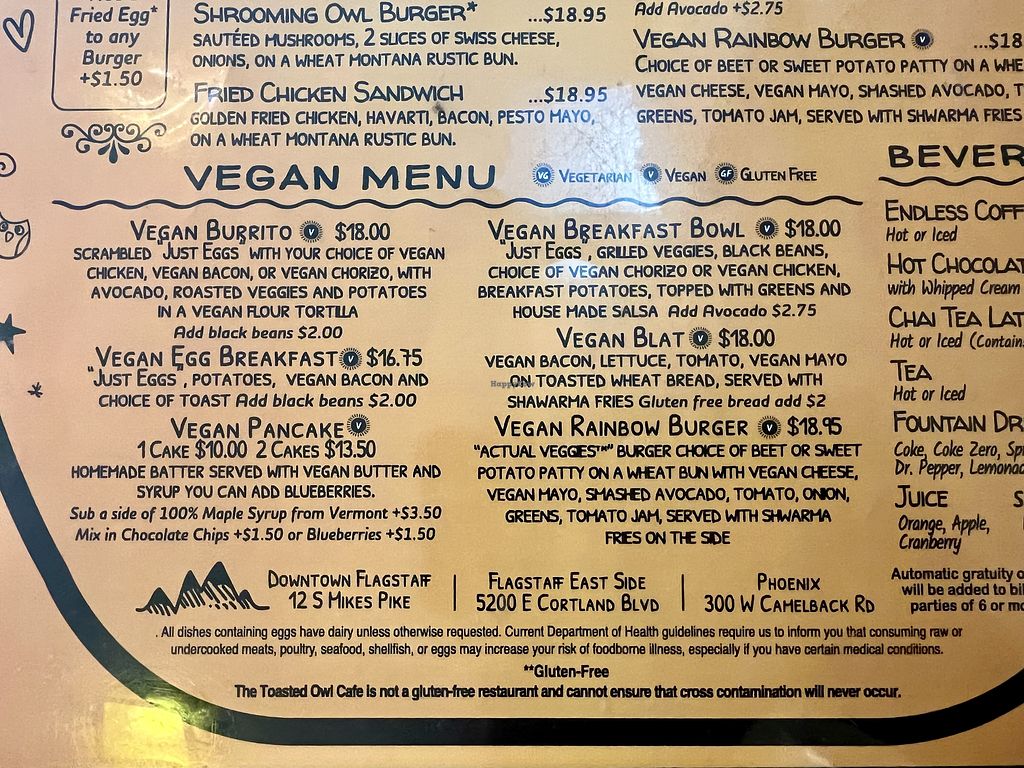 Fried Egg*
to any
Burger
+$1.50
Shrooming Owl Burger* ...$18.95
sautéed mushrooms, 2 slices of swiss cheese,
onions, on a wheat montana rustic bun.
Fried Chicken Sandwich ...$18.95
golden fried chicken, havarti, bacon, pesto mayo,
on a wheat montana rustic bun.
Add Avocado +$2.75
Vegan Rainbow Burger V ...$18
Choice of beet or sweet potato patty on a
vegan cheese, vegan mayo, smashed avocado,
greens, tomato jam, served with shwarma fries
VEGAN MENU
VG Vegetarian V Vegan GF Gluten Free
Vegan Burrito V $18.00
scrambled "Just Eggs" with your choice of vegan
chicken, vegan bacon, or vegan chorizo, with
avocado, roasted veggies and potatoes
in a vegan flour tortilla
Add black beans $2.00
Vegan Egg Breakfast V $16.75
"Just Eggs", potatoes, vegan bacon and
choice of toast Add black beans $2.00
Vegan Pancake V
1 Cake $10.00 2 Cakes $13.50
homemade batter served with vegan butter and
syrup you can add blueberries.
Sub a side of 100% Maple Syrup from Vermont +$3.50
Mix in Chocolate Chips +$1.50 or Blueberries +$1.50
Vegan Breakfast Bowl V $18.00
"Just Eggs", grilled veggies, black beans,
choice of vegan chorizo or vegan chicken,
breakfast potatoes, topped with greens and
house made salsa Add Avocado $2.75
Vegan BLAT V $18.00
vegan bacon, lettuce, tomato, vegan mayo
on toasted wheat bread, served with
shawarma fries Gluten free bread add $2
Vegan Rainbow Burger V $18.95
"Actual Veggies™" burger choice of beet or sweet
potato patty on a wheat bun with vegan cheese,
vegan mayo, smashed avocado, tomato, onion,
greens, tomato jam, served with shwarma
fries on the side
BEVER
Endless Coff
Hot or Iced
Hot Chocolat
with Whipped Cream
Chai Tea Lat
Hot or Iced (Contain
Tea
Hot or Iced
Fountain Dr
Coke, Coke Zero, Sp
Dr. Pepper, Lemona
Juice
Orange, Apple,
Cranberry
Automatic gratuity o
will be added to bil
parties of 6 or mo
Downtown Flagstaff
12 S Mikes Pike
Flagstaff East Side
5200 E Cortland Blvd
Phoenix
300 W Camelback Rd
. All dishes containing eggs have dairy unless otherwise requested. Current Department of Health guidelines require us to inform you that consuming raw or
undercooked meats, poultry, seafood, shellfish, or eggs may increase your risk of foodborne illness, especially if you have certain medical conditions.
**Gluten-Free
The Toasted Owl Cafe is not a gluten-free restaurant and cannot ensure that cross contamination will never occur.